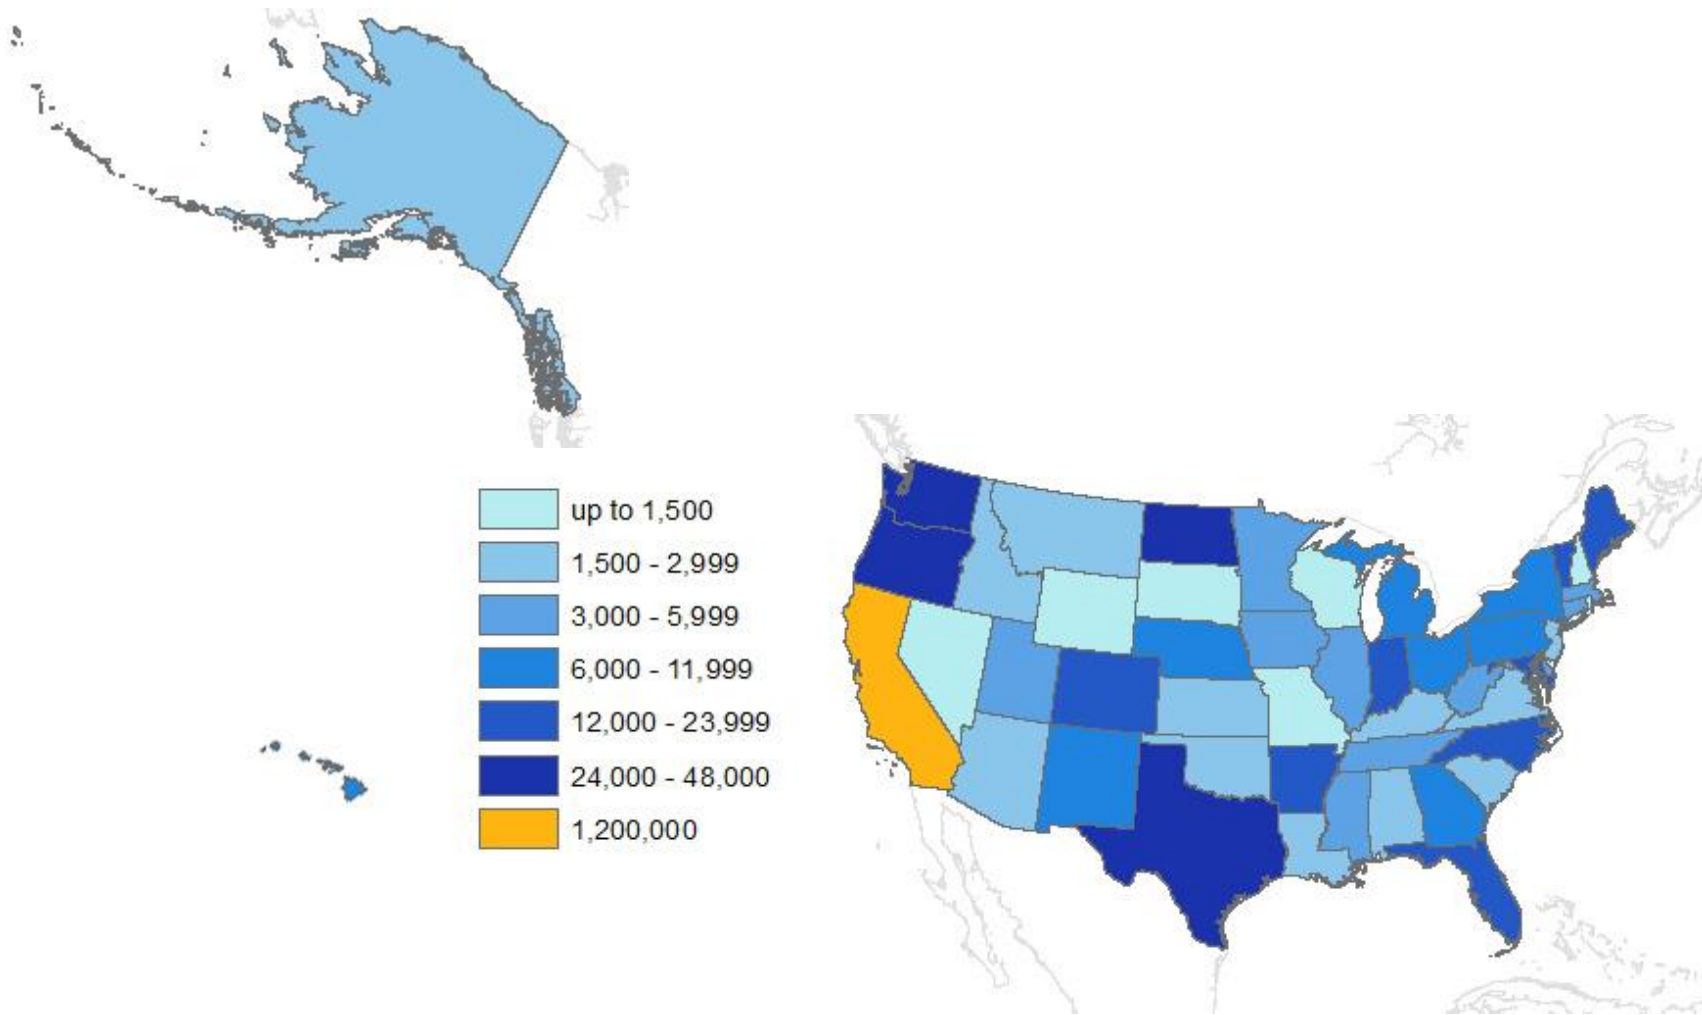 up to 1,500
1,500 - 2,999
3,000 - 5,999
6,000 - 11,999
12,000 - 23,999
24,000 - 48,000
1,200,000